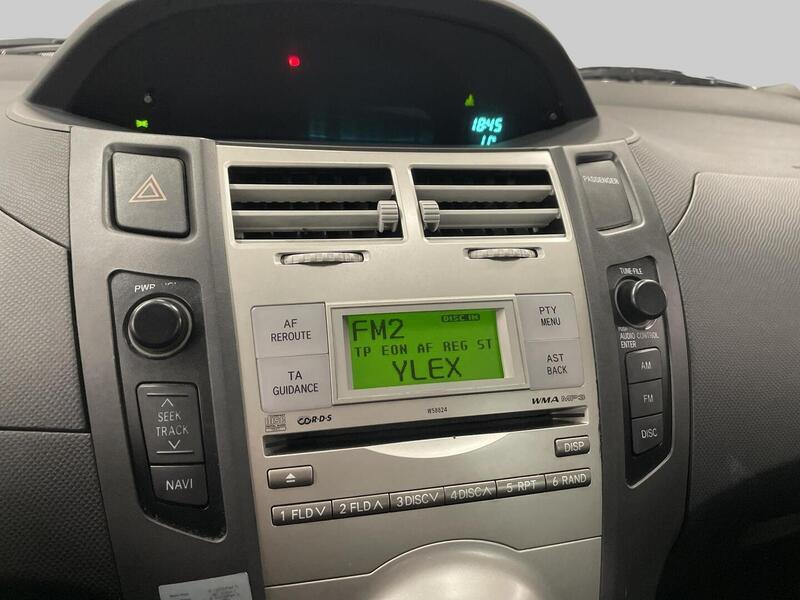 18:45
PASSENGER
TUNE•FILE
PUSH
AUDIO CONTROL
ENTER
PWR VOL
AF
REROUTE
TA
GUIDANCE
FM2
DISC IN
TP EON AF REG ST
YLEX
PTY
MENU
AST
BACK
W58824
WMA MP3
R•D•S
AM
FM
DISC
SEEK
TRACK
NAVI
DISP
1 FLD∨
2 FLD∧
3 DISC∨
4 DISC∧
5 RPT
6 RAND